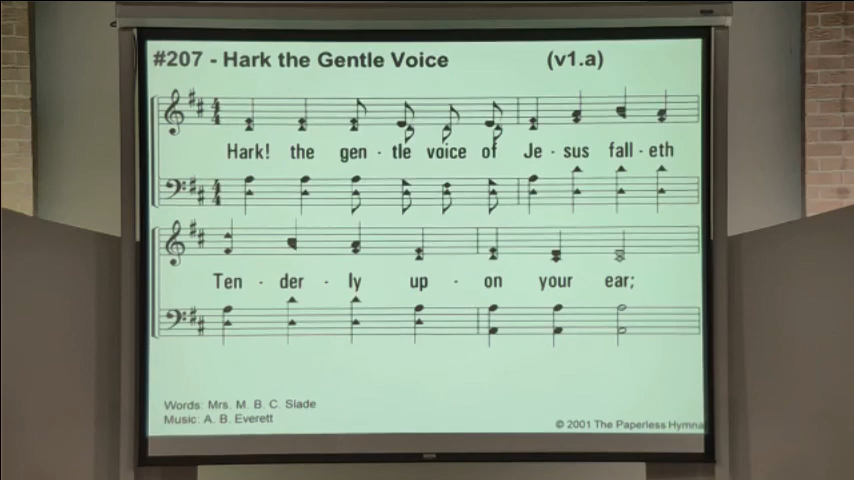 #207 - Hark the Gentle Voice (v1.a)
Hark! the gen - tle voice of Je - sus fall - eth
Ten - der - ly up - on your ear;
Words: Mrs. M. B. C. Slade
Music: A. B. Everett
© 2001 The Paperless Hymna